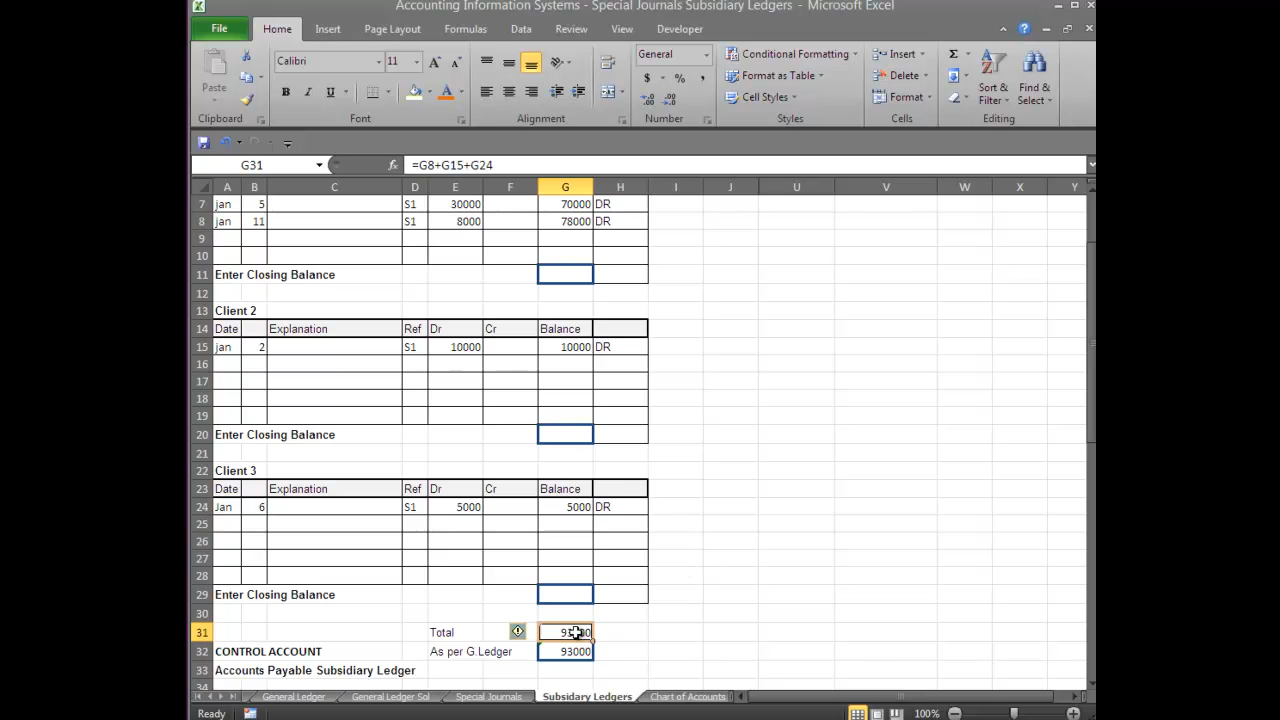 Accounting Information Systems - Special Journals Subsidiary Ledgers - Microsoft Excel
File Home Insert Page Layout Formulas Data Review View Developer
Calibri 11 General Conditional Formatting Insert Σ
Paste Format as Table Delete Sort & Find &
B I U A $ % , Cell Styles Format Filter Select
Clipboard Font Alignment Number Styles Cells Editing
G31 fx =G8+G15+G24
A B C D E F G H I J U V W X Y
7 jan 5 S1 30000 70000 DR
8 jan 11 S1 8000 78000 DR
9
10
11 Enter Closing Balance
12
13 Client 2
14 Date Explanation Ref Dr Cr Balance
15 jan 2 S1 10000 10000 DR
16
17
18
19
20 Enter Closing Balance
21
22 Client 3
23 Date Explanation Ref Dr Cr Balance
24 Jan 6 S1 5000 5000 DR
25
26
27
28
29 Enter Closing Balance
30
31 Total
32 CONTROL ACCOUNT As per G.Ledger 93000
33 Accounts Payable Subsidiary Ledger
34
General Ledger General Ledger Sol Special Journals Subsidary Ledgers Chart of Accounts
Ready 100%